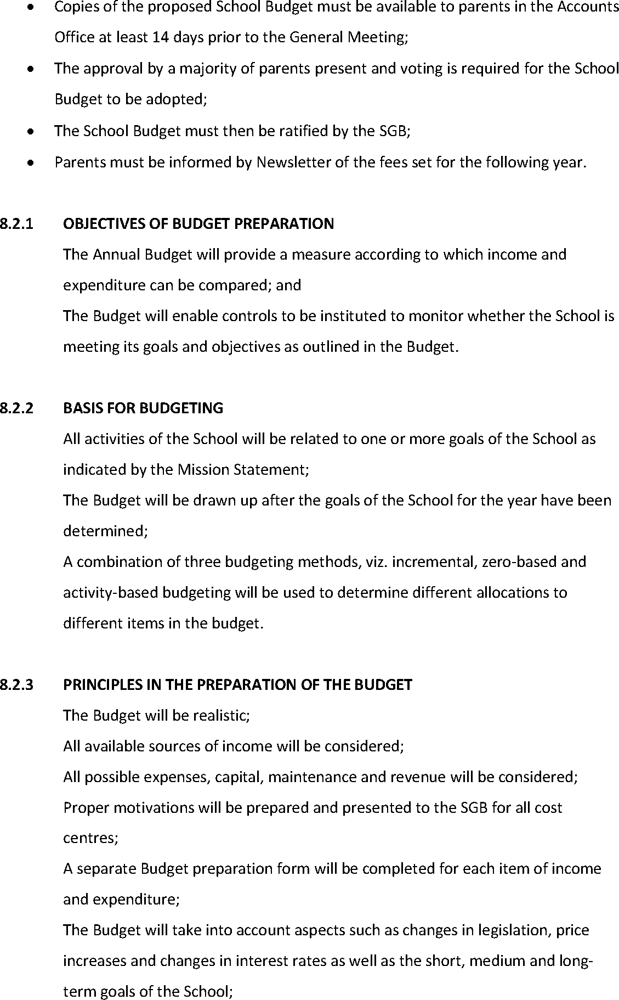 • Copies of the proposed School Budget must be available to parents in the Accounts
Office at least 14 days prior to the General Meeting;
• The approval by a majority of parents present and voting is required for the School
Budget to be adopted;
• The School Budget must then be ratified by the SGB;
• Parents must be informed by Newsletter of the fees set for the following year.
8.2.1 OBJECTIVES OF BUDGET PREPARATION
The Annual Budget will provide a measure according to which income and
expenditure can be compared; and
The Budget will enable controls to be instituted to monitor whether the School is
meeting its goals and objectives as outlined in the Budget.
8.2.2 BASIS FOR BUDGETING
All activities of the School will be related to one or more goals of the School as
indicated by the Mission Statement;
The Budget will be drawn up after the goals of the School for the year have been
determined;
A combination of three budgeting methods, viz. incremental, zero-based and
activity-based budgeting will be used to determine different allocations to
different items in the budget.
8.2.3 PRINCIPLES IN THE PREPARATION OF THE BUDGET
The Budget will be realistic;
All available sources of income will be considered;
All possible expenses, capital, maintenance and revenue will be considered;
Proper motivations will be prepared and presented to the SGB for all cost
centres;
A separate Budget preparation form will be completed for each item of income
and expenditure;
The Budget will take into account aspects such as changes in legislation, price
increases and changes in interest rates as well as the short, medium and long-
term goals of the School;